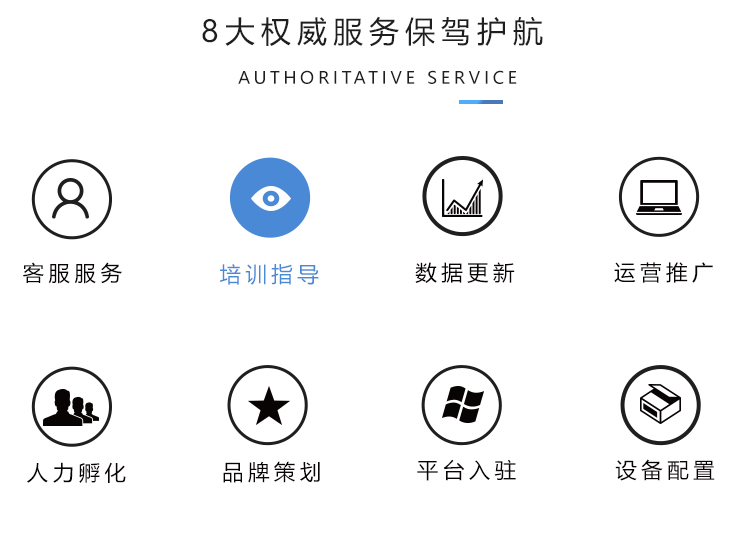 8大权威服务保驾护航
AUTHORITATIVE SERVICE
客服服务 培训指导 数据更新 运营推广
人力孵化 品牌策划 平台入驻 设备配置